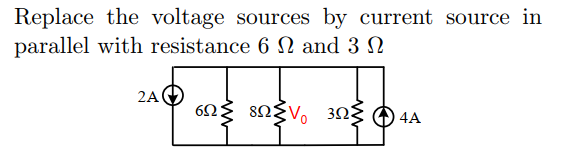 Replace the voltage sources by current source in
parallel with resistance 6 Ω and 3 Ω
2A
6Ω 8Ω V₀ 3Ω 4A